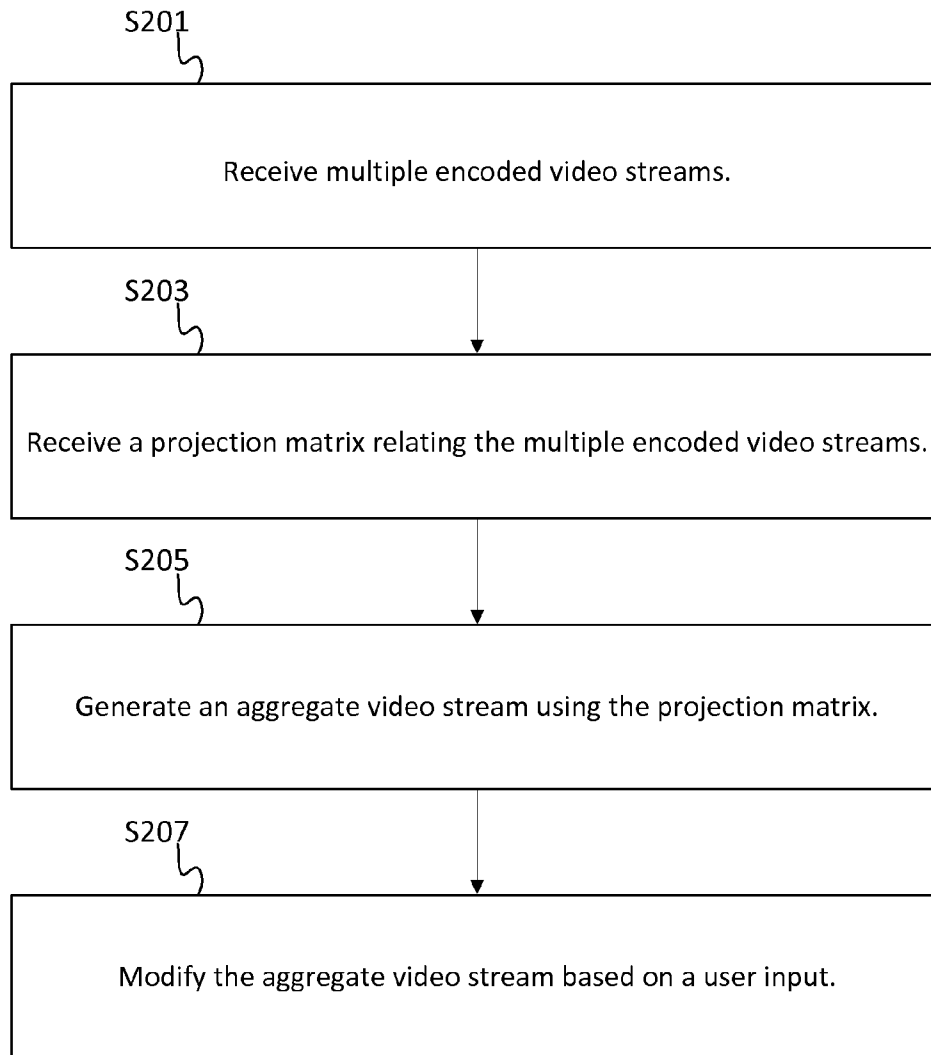 S201
Receive multiple encoded video streams.
S203
Receive a projection matrix relating the multiple encoded video streams.
S205
Generate an aggregate video stream using the projection matrix.
S207
Modify the aggregate video stream based on a user input.